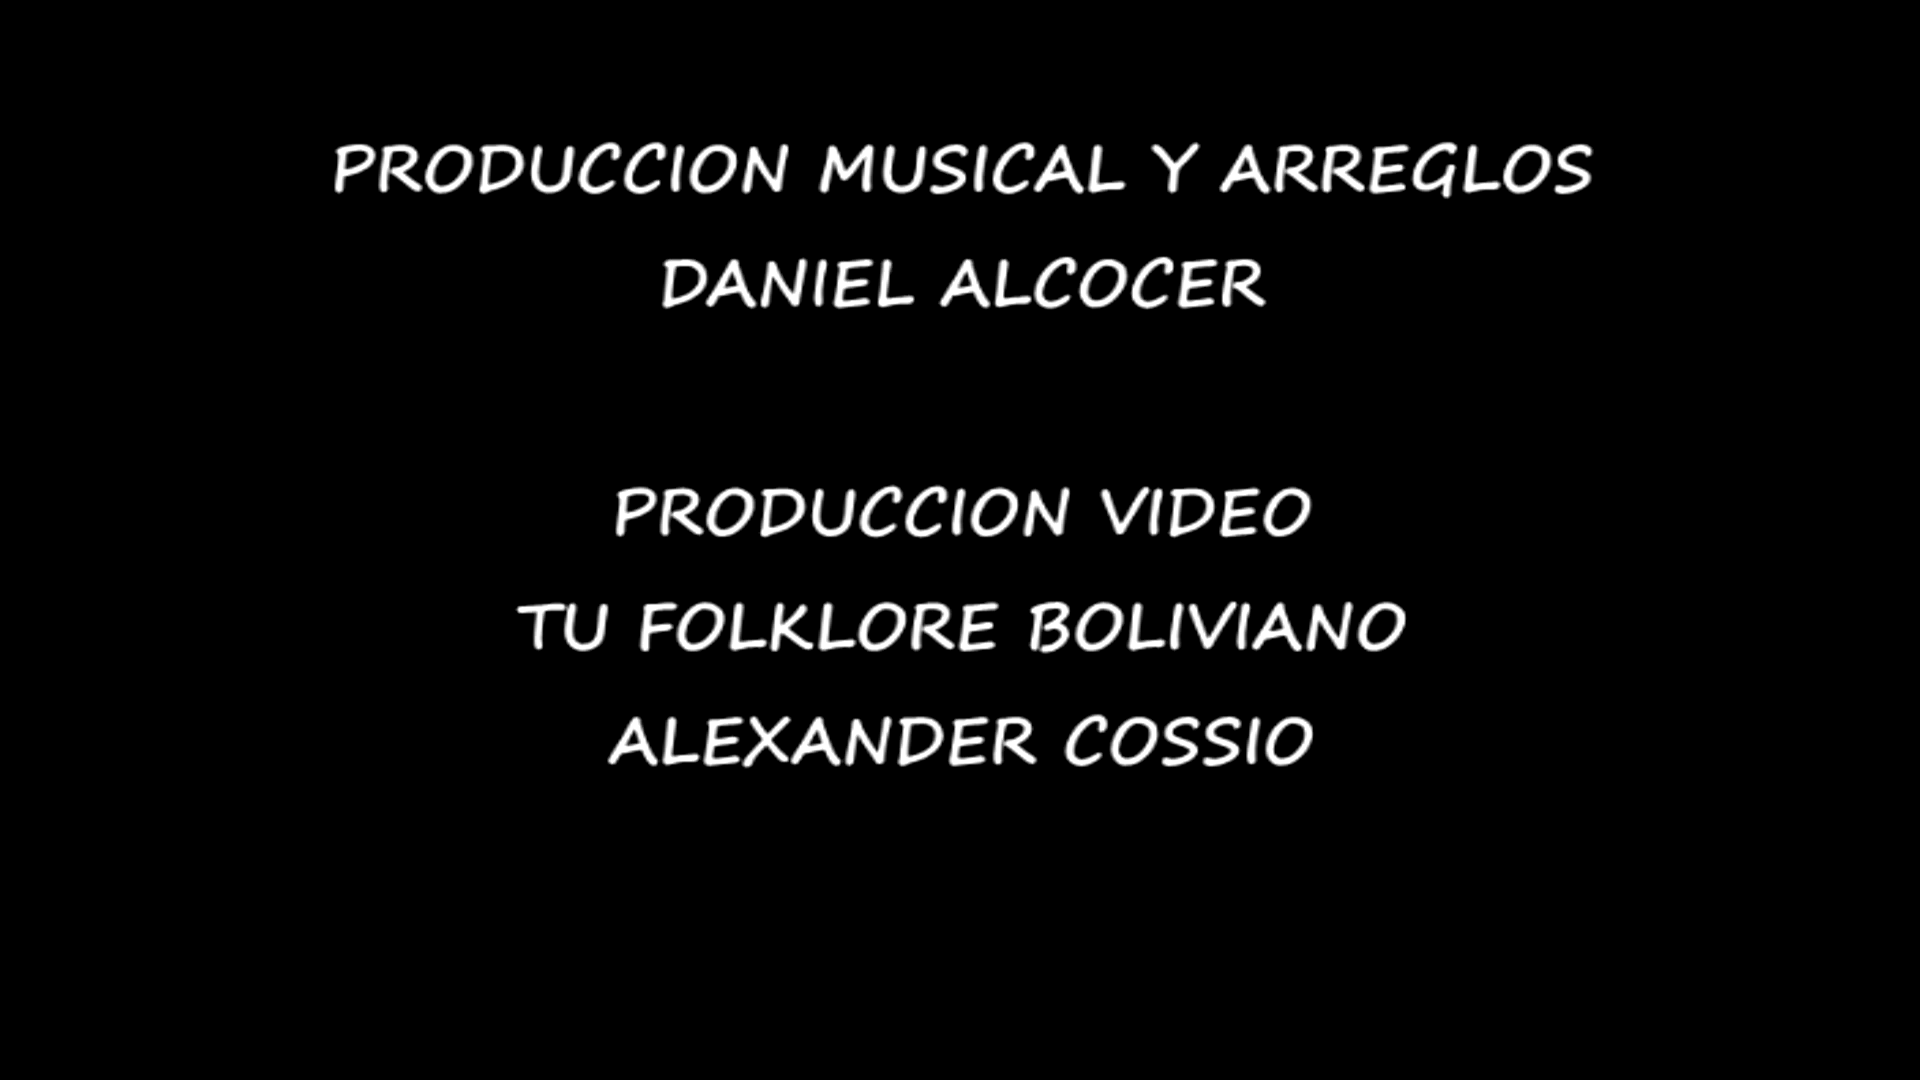 PRODUCCION MUSICAL Y ARREGLOS
DANIEL ALCOCER
PRODUCCION VIDEO
TU FOLKLORE BOLIVIANO
ALEXANDER COSSIO